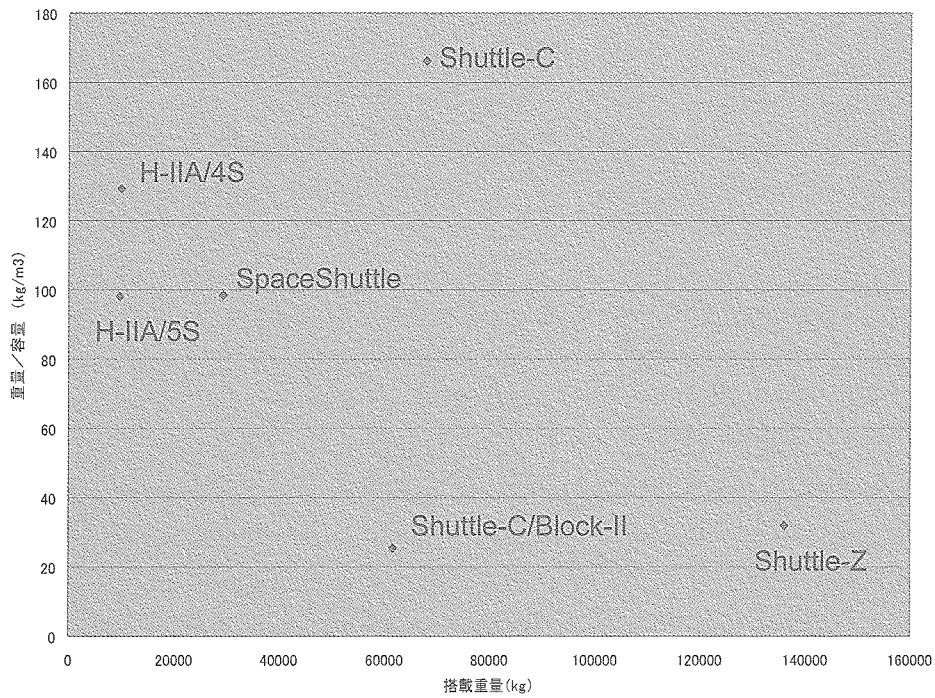 180
160
140
120
100
80
60
40
20
0
重量/容量 (kg/m3)
Shuttle-C
H-IIA/4S
SpaceShuttle
H-IIA/5S
Shuttle-C/Block-II
Shuttle-Z
0 20000 40000 60000 80000 100000 120000 140000 160000
搭載重量(kg)